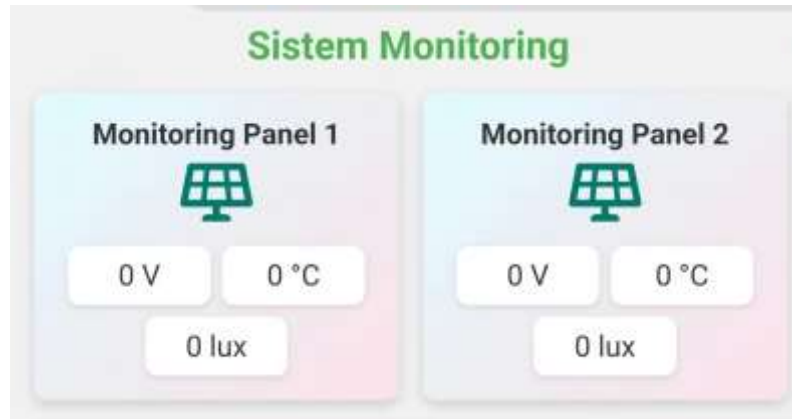 Sistem Monitoring
Monitoring Panel 1
0 V
0 °C
0 lux
Monitoring Panel 2
0 V
0 °C
0 lux